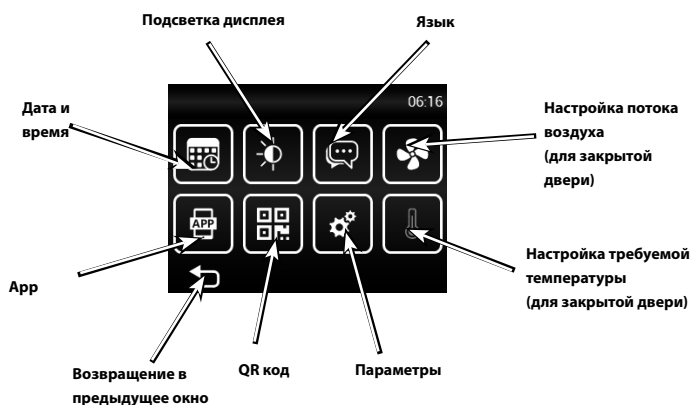 Подсветка дисплея
Язык
Дата и
время
06:16
Настройка потока
воздуха
(для закрытой
двери)
APP
App
Настройка требуемой
температуры
(для закрытой двери)
Возвращение в
предыдущее окно
QR код
Параметры